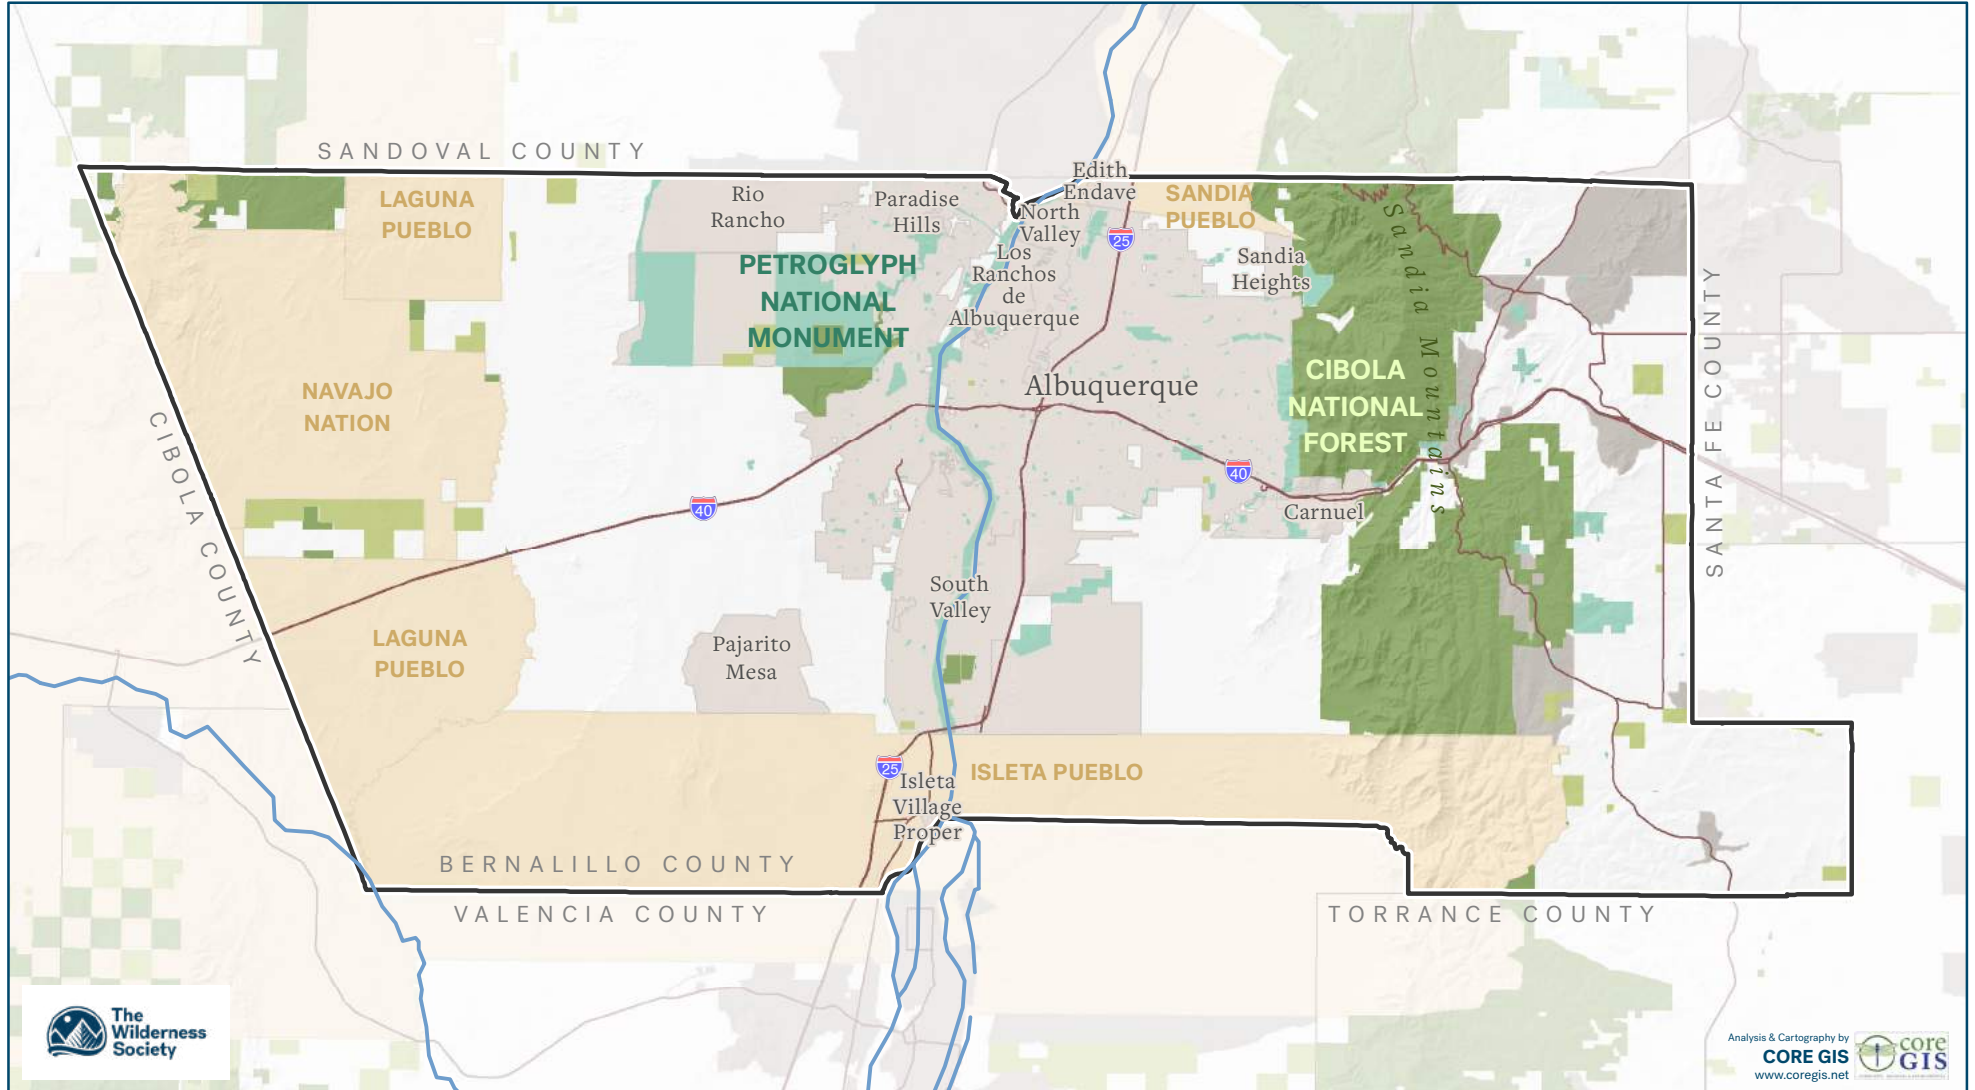 SANDOVAL COUNTY
Edith
Endave
LAGUNA
PUEBLO
Rio
Rancho
Paradise
Hills
SANDIA
PUEBLO
North
Valley
25
Los
Ranchos
de
Albuquerque
Sandia
Heights
Sandia Mountains
PETROGLYPH
NATIONAL
MONUMENT
SANTA FE COUNTY
NAVAJO
NATION
Albuquerque
CIBOLA
NATIONAL
FOREST
CIBOLA COUNTY
40
40
Carnuel
South
Valley
LAGUNA
PUEBLO
Pajarito
Mesa
25
Isleta
Village
Proper
ISLETA PUEBLO
BERNALILLO COUNTY
VALENCIA COUNTY
TORRANCE COUNTY
The
Wilderness
Society
Analysis & Cartography by
CORE GIS
www.coregis.net
core
GIS